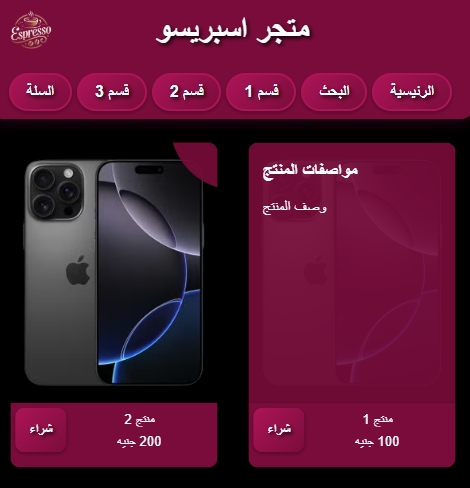 Espresso
متجر اسبريسو
الرئيسية
البحث
قسم 1
قسم 2
قسم 3
السلة
مواصفات المنتج
وصف المنتج
منتج 1
100 جنيه
شراء
منتج 2
200 جنيه
شراء